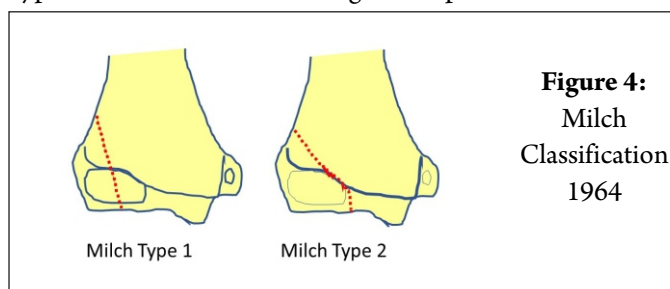 Figure 4:
Milch
Classification
1964
Milch Type 1
Milch Type 2